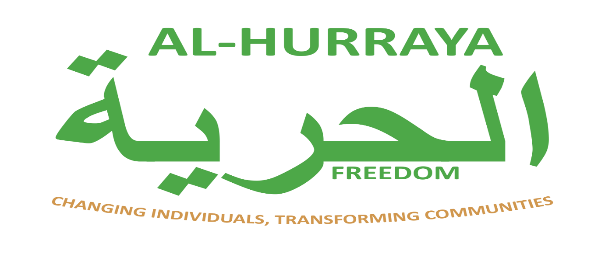 AL-HURRAYA
الحرية
FREEDOM
CHANGING INDIVIDUALS, TRANSFORMING COMMUNITIES